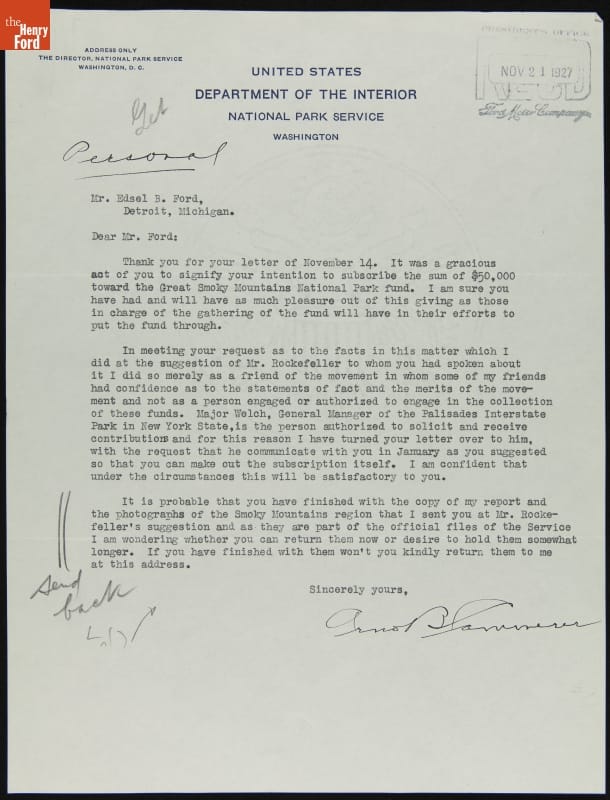 the
Henry
Ford
ADDRESS ONLY
THE DIRECTOR, NATIONAL PARK SERVICE
WASHINGTON, D. C.
PRESIDENT'S OFFICE
NOV 21 1927
Ford Motor Company
UNITED STATES
DEPARTMENT OF THE INTERIOR
NATIONAL PARK SERVICE
WASHINGTON
Personal
Mr. Edsel B. Ford,
Detroit, Michigan.
Dear Mr. Ford:
Thank you for your letter of November 14. It was a gracious
act of you to signify your intention to subscribe the sum of $50,000
toward the Great Smoky Mountains National Park fund. I am sure you
have had and will have as much pleasure out of this giving as those
in charge of the gathering of the fund will have in their efforts to
put the fund through.
In meeting your request as to the facts in this matter which I
did at the suggestion of Mr. Rockefeller to whom you had spoken about
it I did so merely as a friend of the movement in whom some of my friends
had confidence as to the statements of fact and the merits of the move-
ment and not as a person engaged or authorized to engage in the collection
of these funds. Major Welch, General Manager of the Palisades Interstate
Park in New York State,is the person authorized to solicit and receive
contributions and for this reason I have turned your letter over to him,
with the request that he communicate with you in January as you suggested
so that you can make out the subscription itself. I am confident that
under the circumstances this will be satisfactory to you.
It is probable that you have finished with the copy of my report and
the photographs of the Smoky Mountains region that I sent you at Mr. Rocke-
feller's suggestion and as they are part of the official files of the Service
I am wondering whether you can return them now or desire to hold them somewhat
longer. If you have finished with them won't you kindly return them to me
at this address.
send
back
Sincerely yours,
Arno B Cammerer